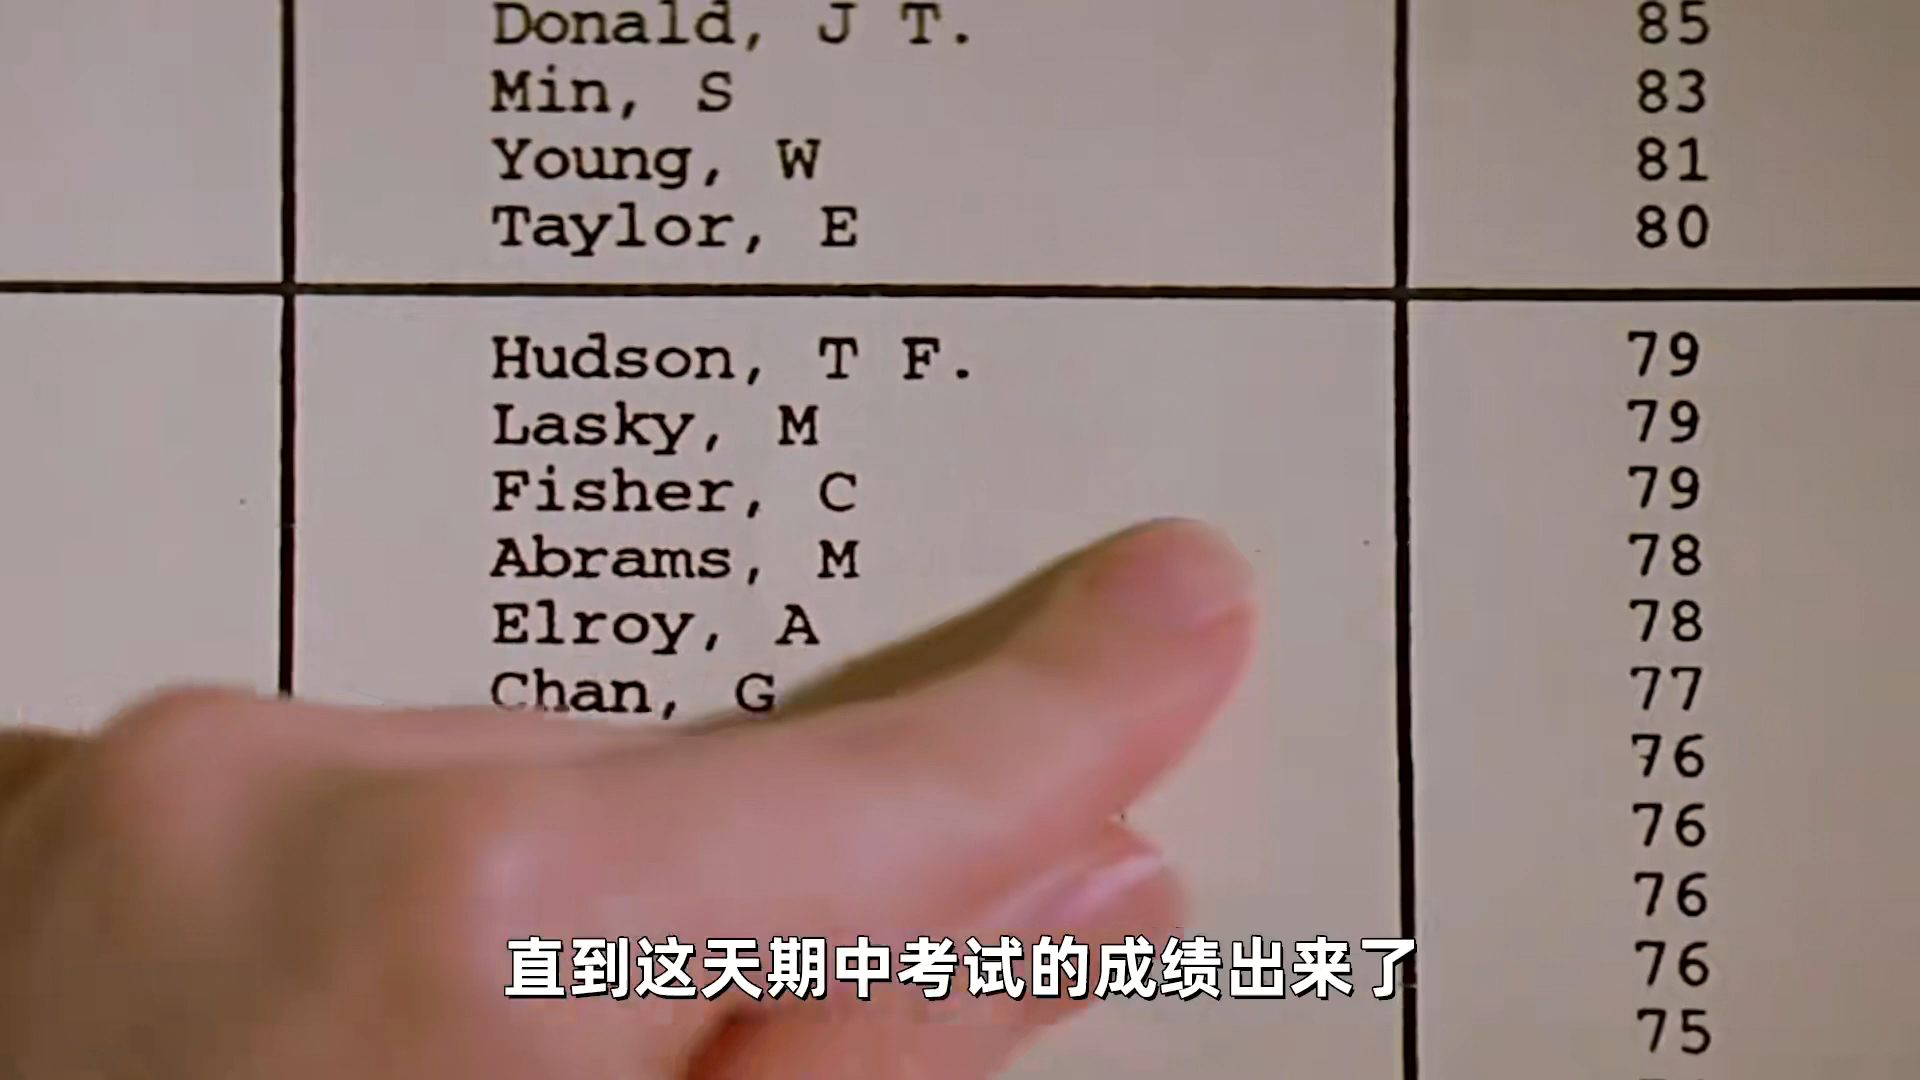 Donald, J T. 85
Min, S 83
Young, W 81
Taylor, E 80
Hudson, T F. 79
Lasky, M 79
Fisher, C 79
Abrams, M 78
Elroy, A 78
Chan, G 77
76
76
76
76
75
直到这天期中考试的成绩出来了